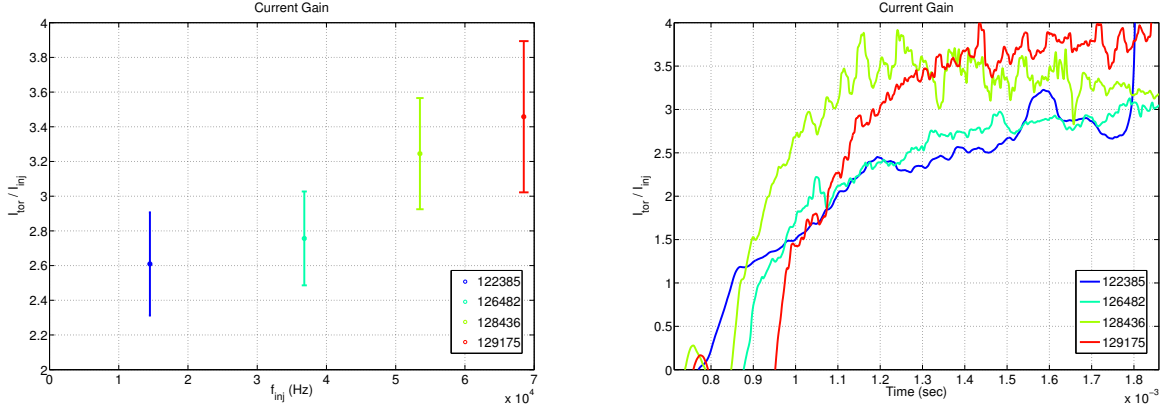 Current Gain
4
3.8
3.6
3.4
3.2
3
2.8
2.6
2.4
2.2
2
I_tor / I_inj
0 1 2 3 4 5 6 7
x 10^4
f_inj (Hz)
122385
126482
128436
129175
Current Gain
4
3.5
3
2.5
2
1.5
1
0.5
0
I_tor / I_inj
0.8 0.9 1 1.1 1.2 1.3 1.4 1.5 1.6 1.7 1.8
x 10^-3
Time (sec)
122385
126482
128436
129175